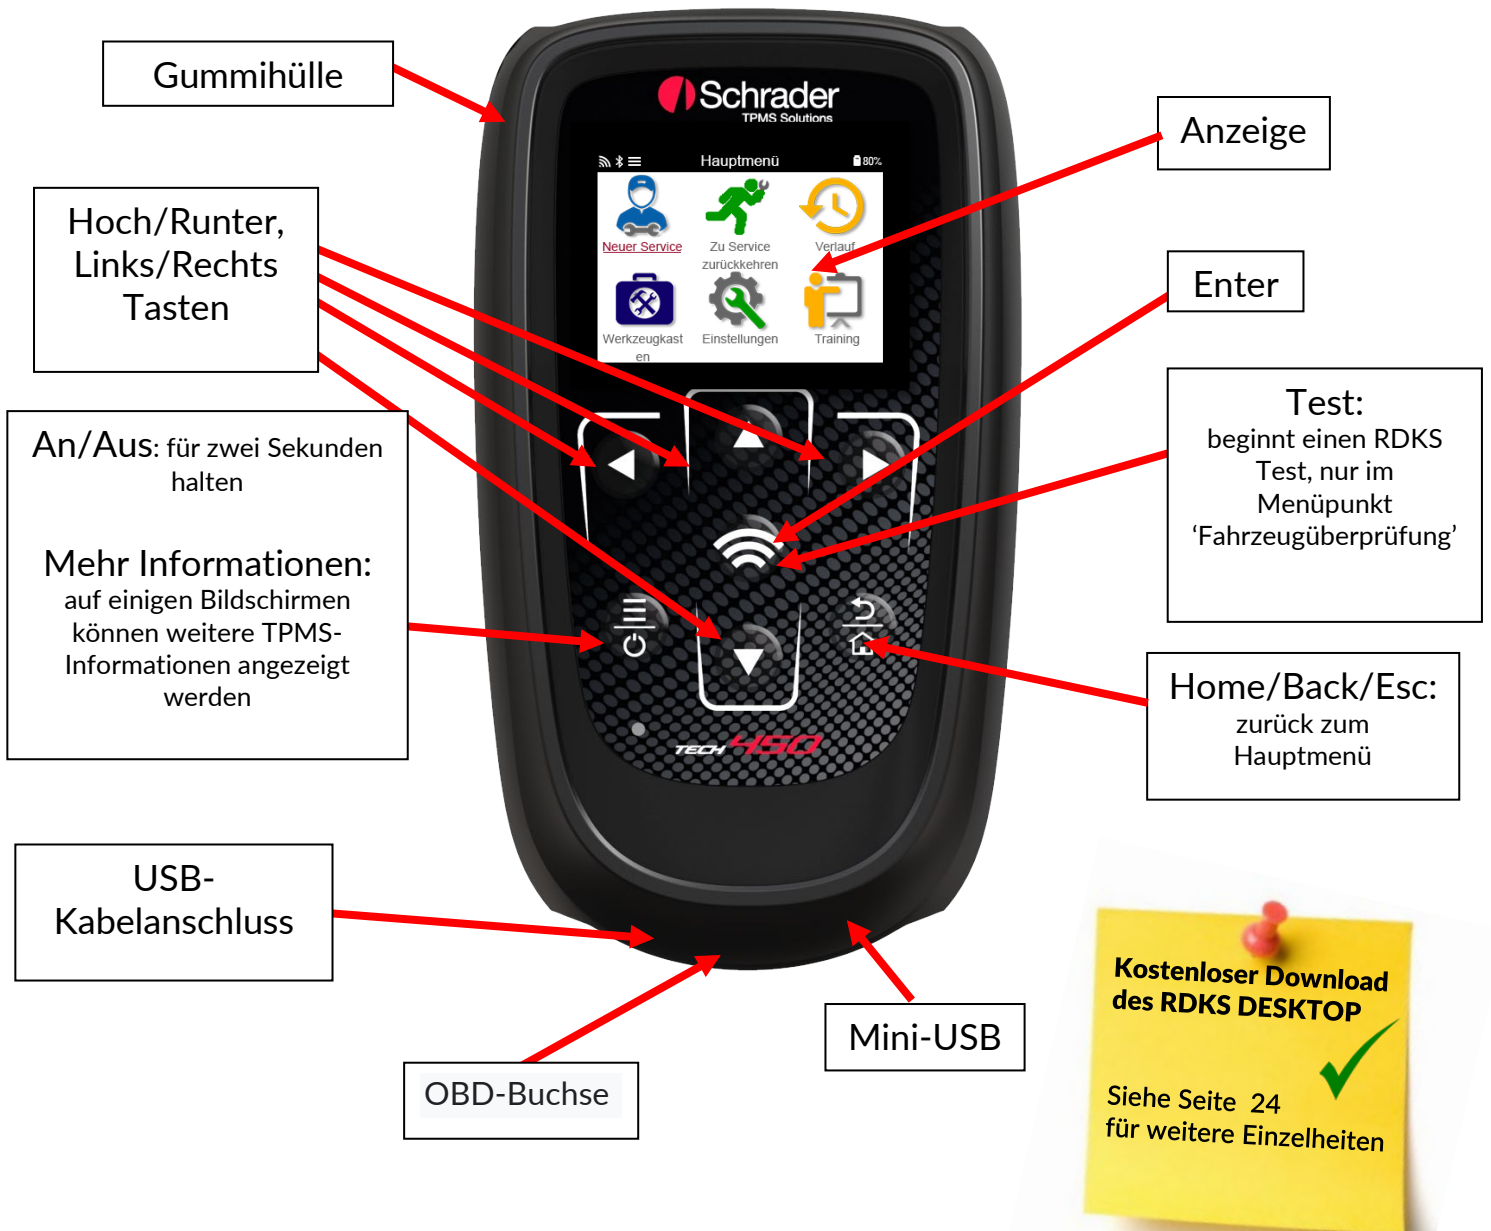 Gummihülle
Schrader
TPMS Solutions
Anzeige
Hauptmenü
80%
Hoch/Runter,
Links/Rechts
Tasten
Neuer Service
Zu Service
zurückkehren
Verlauf
Werkzeugkast
en
Einstellungen
Training
Enter
Test:
beginnt einen RDKS
Test, nur im
Menüpunkt
‘Fahrzeugüberprüfung’
An/Aus: für zwei Sekunden
halten
Mehr Informationen:
auf einigen Bildschirmen
können weitere TPMS-
Informationen angezeigt
werden
Home/Back/Esc:
zurück zum
Hauptmenü
TECH450
USB-
Kabelanschluss
Mini-USB
OBD-Buchse
Kostenloser Download
des RDKS DESKTOP
Siehe Seite 24
für weitere Einzelheiten